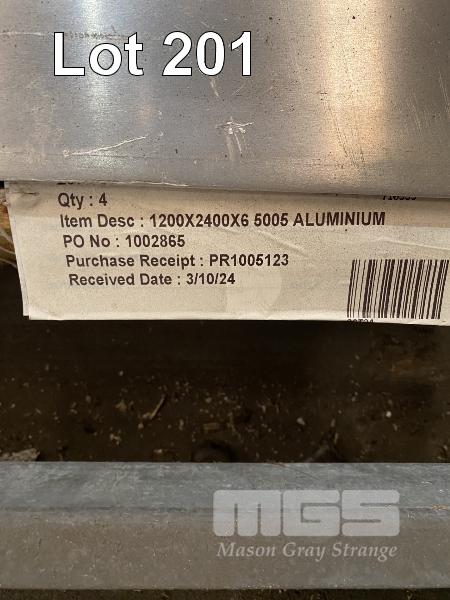 Lot 201
Qty : 4
Item Desc : 1200X2400X6 5005 ALUMINIUM
PO No : 1002865
Purchase Receipt : PR1005123
Received Date : 3/10/24
MGS
Mason Gray Strange